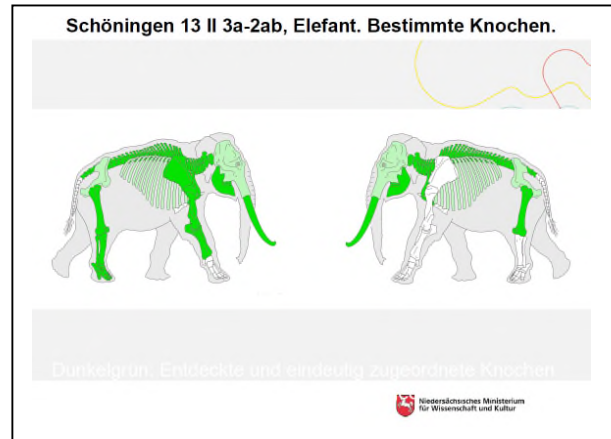 Schöningen 13 II 3a-2ab, Elefant. Bestimmte Knochen.
Dunkelgrün: Entdeckte und eindeutig zugeordnete Knochen
Niedersächsisches Ministerium
für Wissenschaft und Kultur